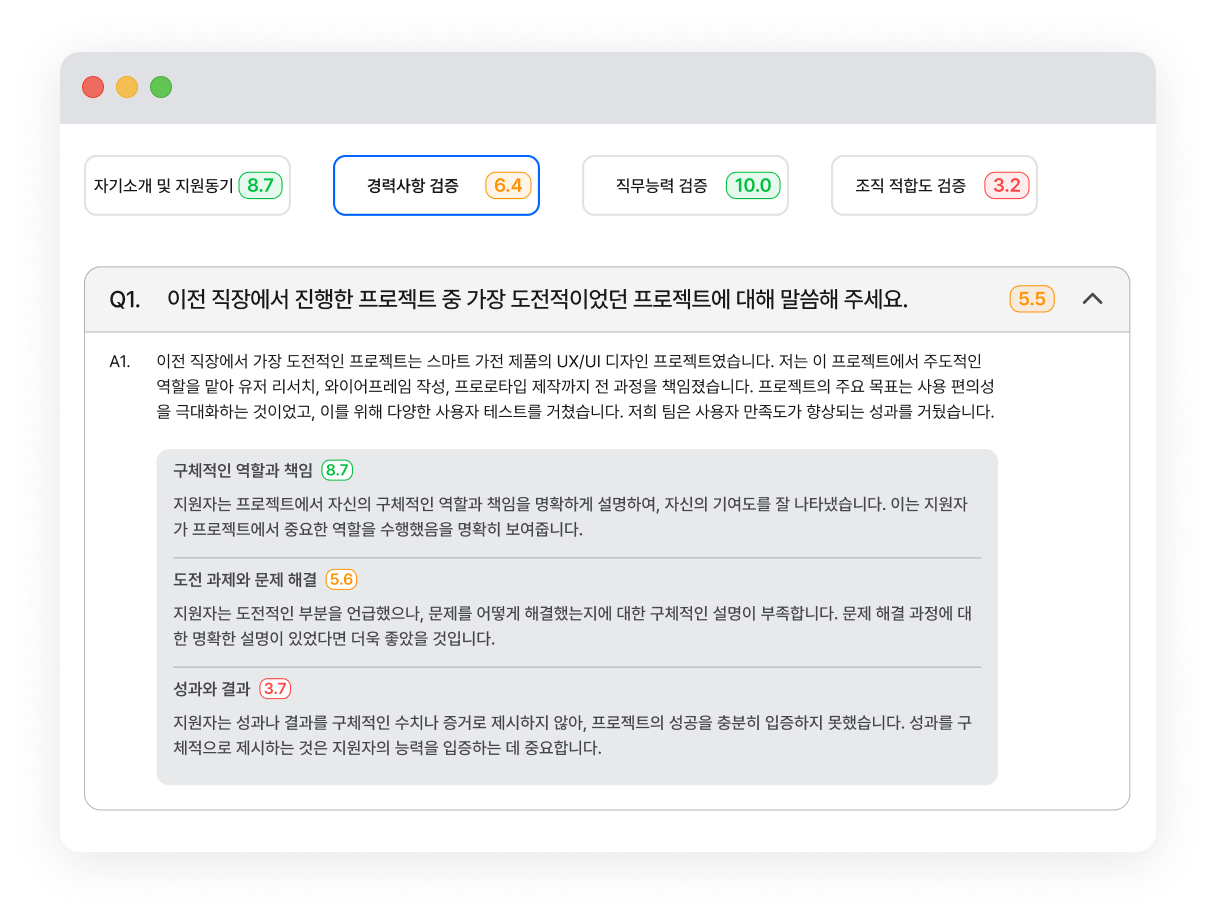 자기소개 및 지원동기 8.7
경력사항 검증 6.4
직무능력 검증 10.0
조직 적합도 검증 3.2
Q1. 이전 직장에서 진행한 프로젝트 중 가장 도전적이었던 프로젝트에 대해 말씀해 주세요. 5.5
A1. 이전 직장에서 가장 도전적인 프로젝트는 스마트 가전 제품의 UX/UI 디자인 프로젝트였습니다. 저는 이 프로젝트에서 주도적인
역할을 맡아 유저 리서치, 와이어프레임 작성, 프로로타입 제작까지 전 과정을 책임졌습니다. 프로젝트의 주요 목표는 사용 편의성
을 극대화하는 것이었고, 이를 위해 다양한 사용자 테스트를 거쳤습니다. 저희 팀은 사용자 만족도가 향상되는 성과를 거뒀습니다.
구체적인 역할과 책임 8.7
지원자는 프로젝트에서 자신의 구체적인 역할과 책임을 명확하게 설명하여, 자신의 기여도를 잘 나타냈습니다. 이는 지원자
가 프로젝트에서 중요한 역할을 수행했음을 명확히 보여줍니다.
도전 과제와 문제 해결 5.6
지원자는 도전적인 부분을 언급했으나, 문제를 어떻게 해결했는지에 대한 구체적인 설명이 부족합니다. 문제 해결 과정에 대
한 명확한 설명이 있었다면 더욱 좋았을 것입니다.
성과와 결과 3.7
지원자는 성과나 결과를 구체적인 수치나 증거로 제시하지 않아, 프로젝트의 성공을 충분히 입증하지 못했습니다. 성과를 구
체적으로 제시하는 것은 지원자의 능력을 입증하는 데 중요합니다.